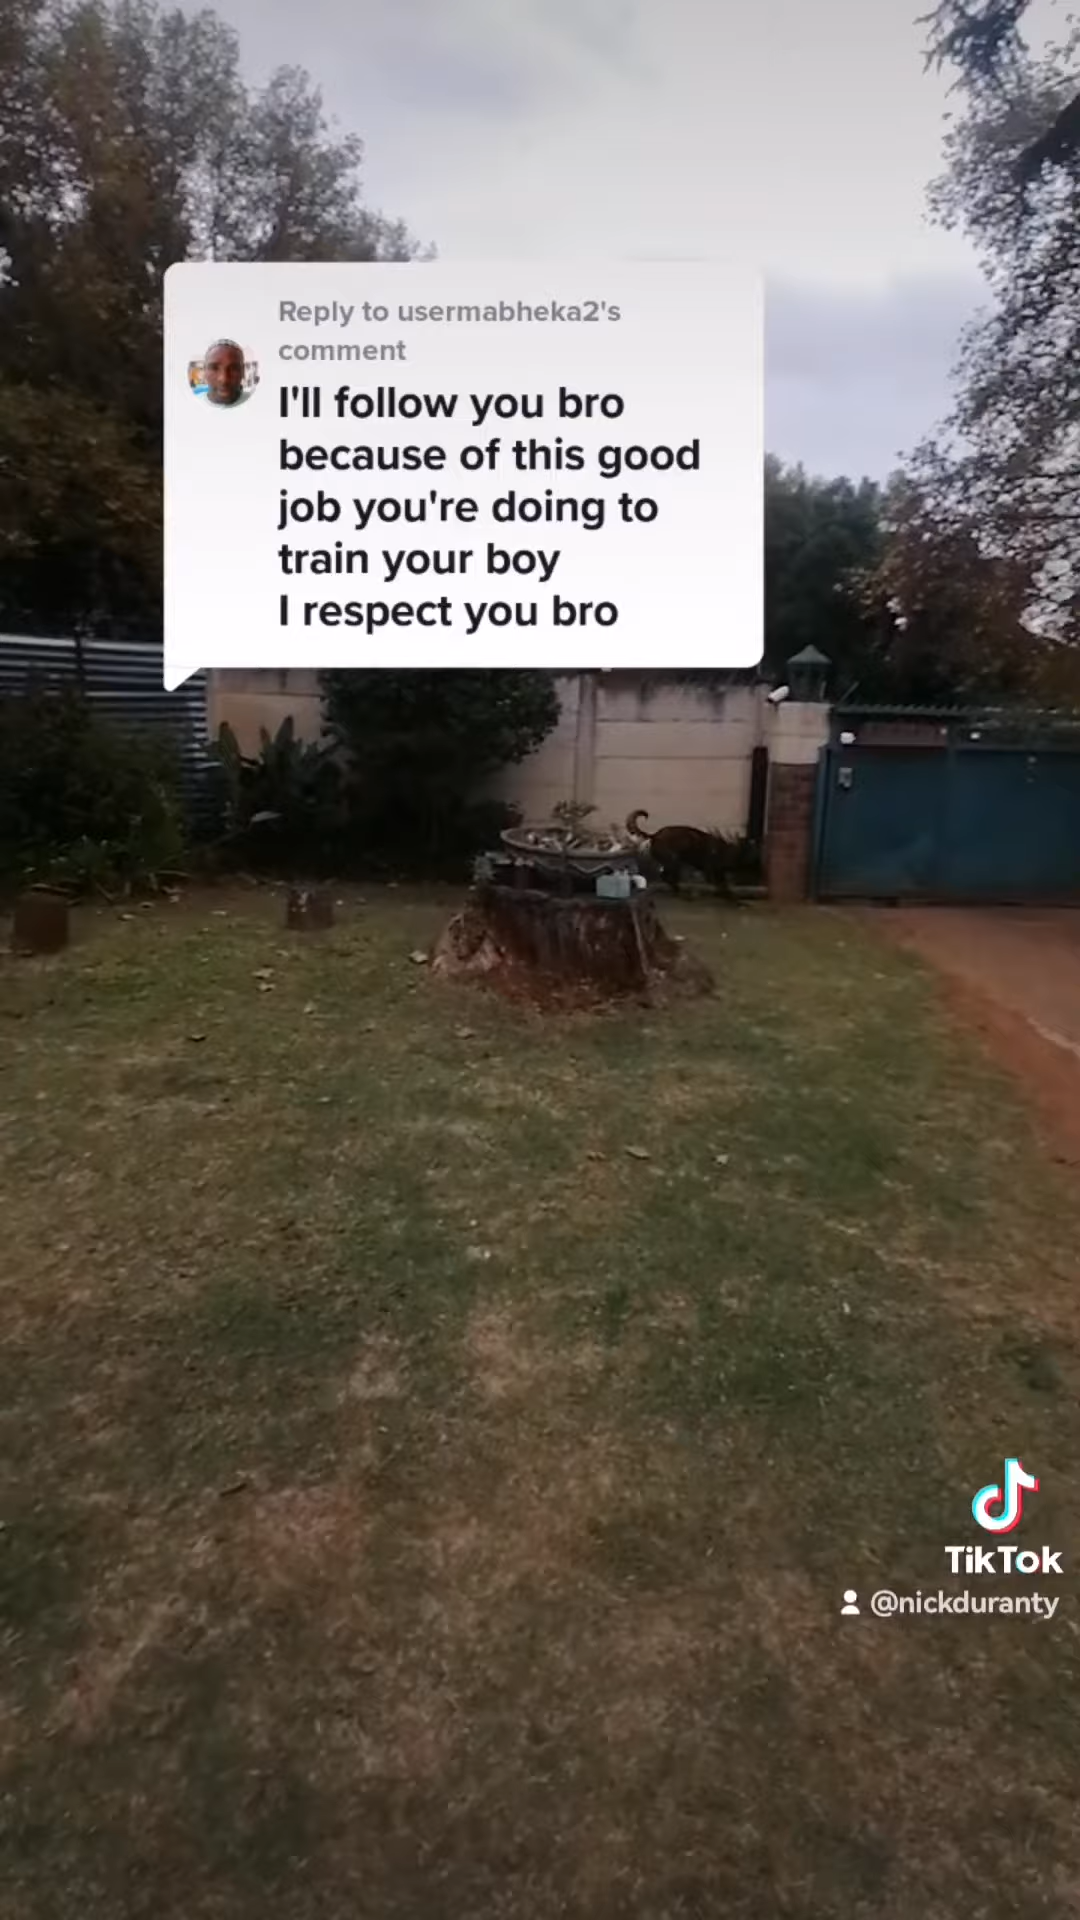 Reply to usermabheka2's
comment
I'll follow you bro
because of this good
job you're doing to
train your boy
I respect you bro
TikTok
@nickduranty